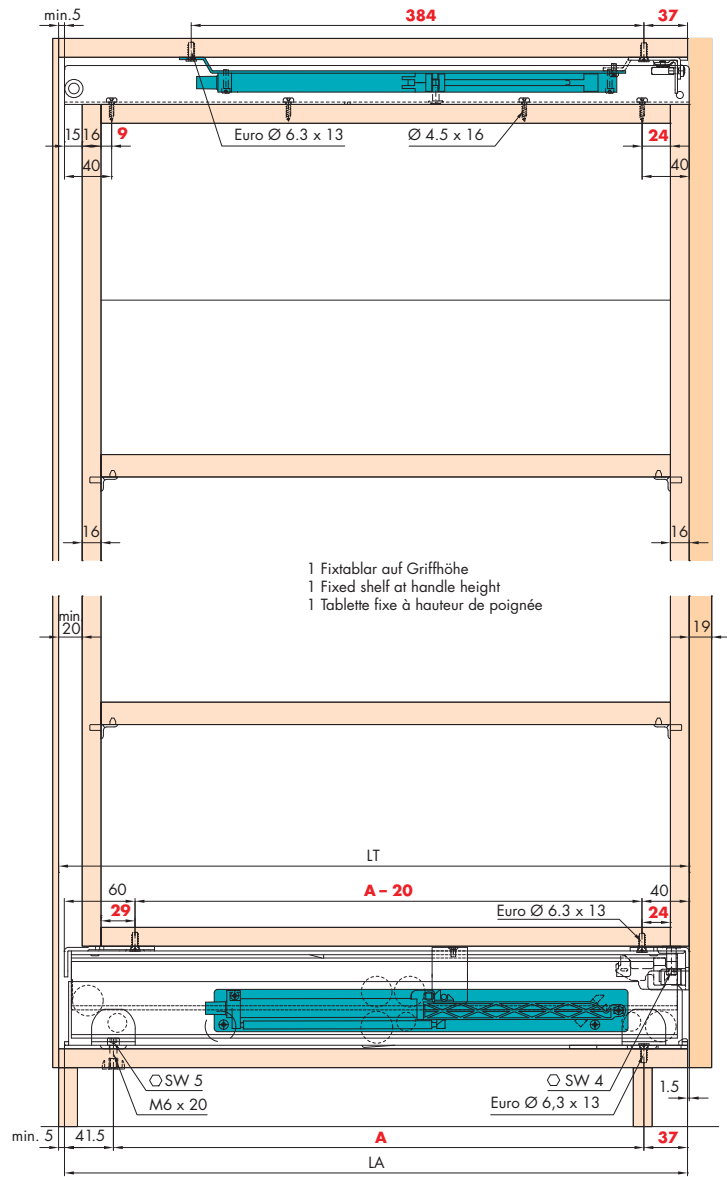 min.5
384
37
15
16
9
Euro Ø 6.3 x 13
Ø 4.5 x 16
24
40
40
16
16
1 Fixtablar auf Griffhöhe
1 Fixed shelf at handle height
1 Tablette fixe à hauteur de poignée
min.
20
19
LT
60
A – 20
40
29
Euro Ø 6.3 x 13
24
SW 5
M6 x 20
SW 4
Euro Ø 6,3 x 13
1.5
min. 5
41.5
A
37
LA